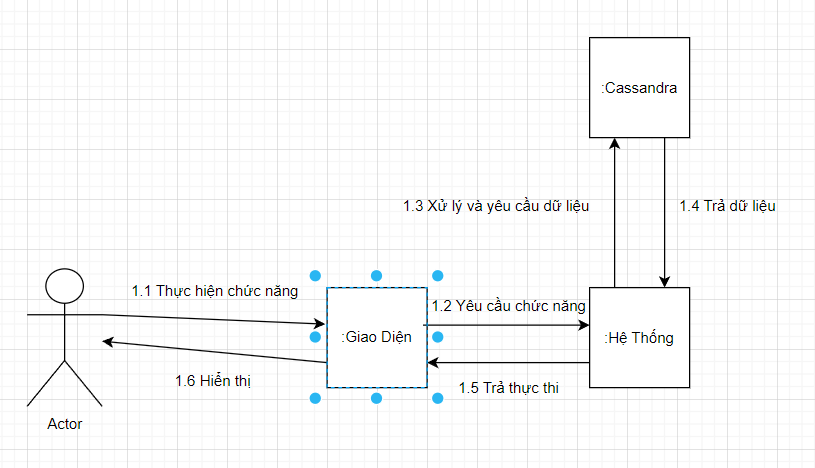 :Cassandra
1.3 Xử lý và yêu cầu dữ liệu
1.4 Trả dữ liệu
1.1 Thực hiện chức năng
1.2 Yêu cầu chức năng
:Giao Diện
:Hệ Thống
1.6 Hiển thị
1.5 Trả thực thi
Actor